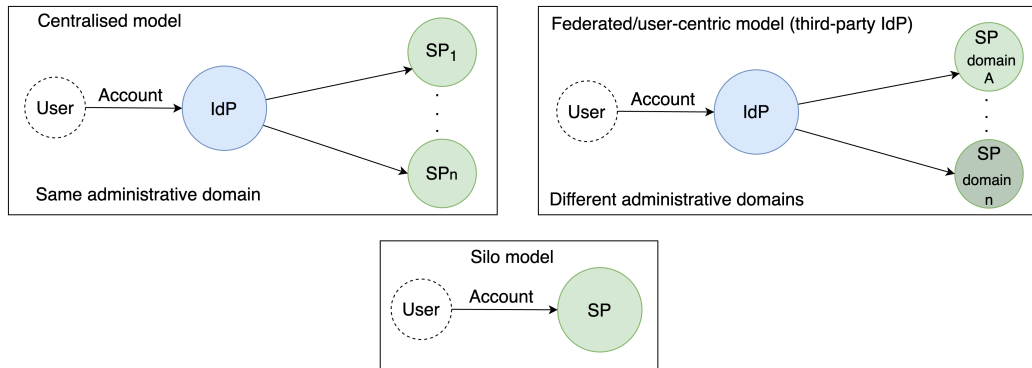 Centralised model
User
Account
IdP
SP1
SPn
Same administrative domain
Federated/user-centric model (third-party IdP)
User
Account
IdP
SP
domain
A
SP
domain
n
Different administrative domains
Silo model
User
Account
SP